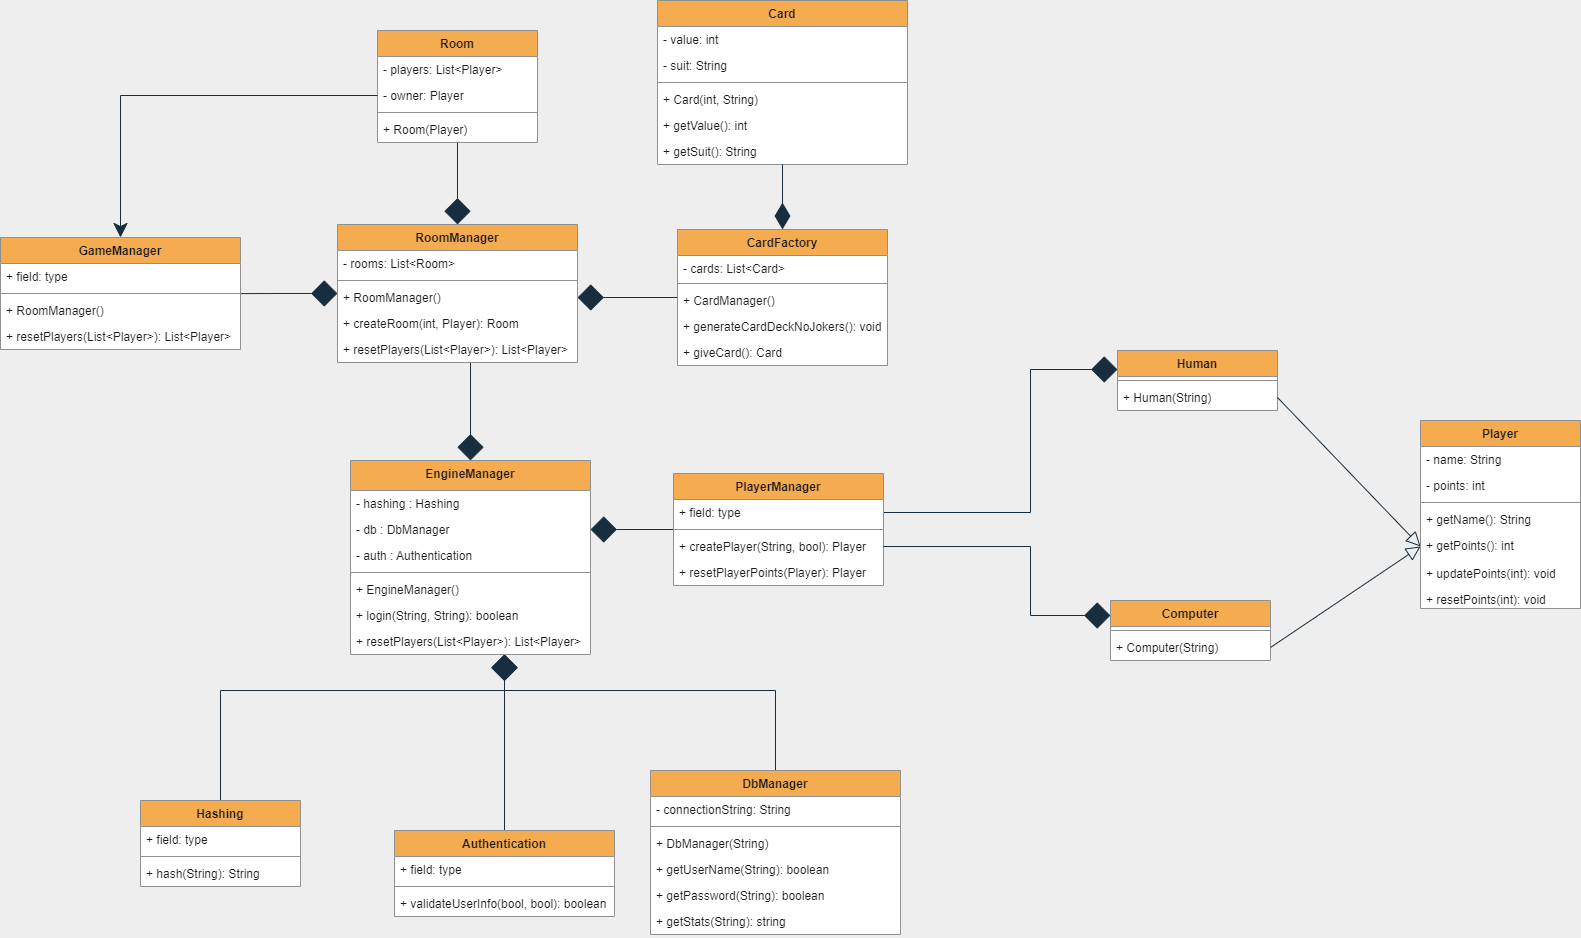 Card
- value: int
- suit: String
+ Card(int, String)
+ getValue(): int
+ getSuit(): String
Room
- players: List<Player>
- owner: Player
+ Room(Player)
GameManager
+ field: type
+ RoomManager()
+ resetPlayers(List<Player>): List<Player>
RoomManager
- rooms: List<Room>
+ RoomManager()
+ createRoom(int, Player): Room
+ resetPlayers(List<Player>): List<Player>
CardFactory
- cards: List<Card>
+ CardManager()
+ generateCardDeckNoJokers(): void
+ giveCard(): Card
Human
+ Human(String)
Player
- name: String
- points: int
+ getName(): String
+ getPoints(): int
+ updatePoints(int): void
+ resetPoints(int): void
EngineManager
- hashing : Hashing
- db : DbManager
- auth : Authentication
+ EngineManager()
+ login(String, String): boolean
+ resetPlayers(List<Player>): List<Player>
PlayerManager
+ field: type
+ createPlayer(String, bool): Player
+ resetPlayerPoints(Player): Player
Computer
+ Computer(String)
Hashing
+ field: type
+ hash(String): String
Authentication
+ field: type
+ validateUserInfo(bool, bool): boolean
DbManager
- connectionString: String
+ DbManager(String)
+ getUserName(String): boolean
+ getPassword(String): boolean
+ getStats(String): string